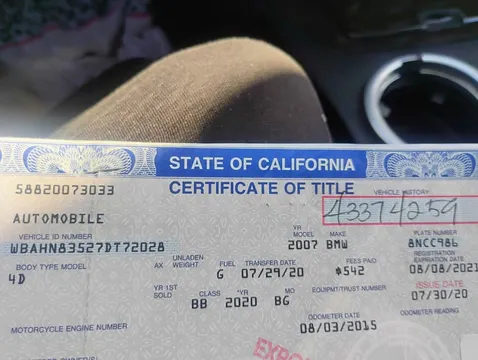 STATE OF CALIFORNIA
58820073033 CERTIFICATE OF TITLE VEHICLE HISTORY
43374259
AUTOMOBILE
VEHICLE ID NUMBER YR MODEL MAKE PLATE NUMBER
WBAHN83527DT72028 2007 BMW 8NCC986
BODY TYPE MODEL AX UNLADEN WEIGHT FUEL TRANSFER DATE FEES PAID REGISTRATION EXPIRATION DATE
4D G 07/29/20 $542 08/08/2021
YR 1ST SOLD CLASS YR MO EQUIPMT/TRUST NUMBER ISSUE DATE
BB 2020 BG 07/30/20
MOTORCYCLE ENGINE NUMBER ODOMETER DATE ODOMETER READING
08/03/2015